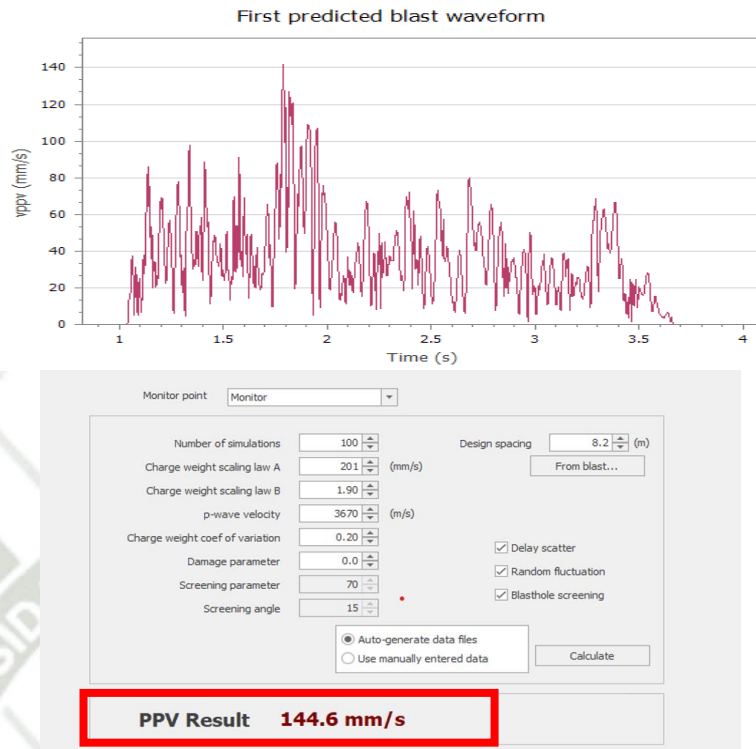 First predicted blast waveform
140
120
100
80
60
40
20
0
vppv (mm/s)
1 1.5 2 2.5 3 3.5 4
Time (s)
Monitor point Monitor
Number of simulations 100 Design spacing 8.2 (m)
Charge weight scaling law A 201 (mm/s) From blast...
Charge weight scaling law B 1.90
p-wave velocity 3670 (m/s)
Charge weight coef of variation 0.20
Delay scatter
Damage parameter 0.0
Random fluctuation
Screening parameter 70
Blasthole screening
Screening angle 15
Auto-generate data files
Use manually entered data Calculate
PPV Result 144.6 mm/s